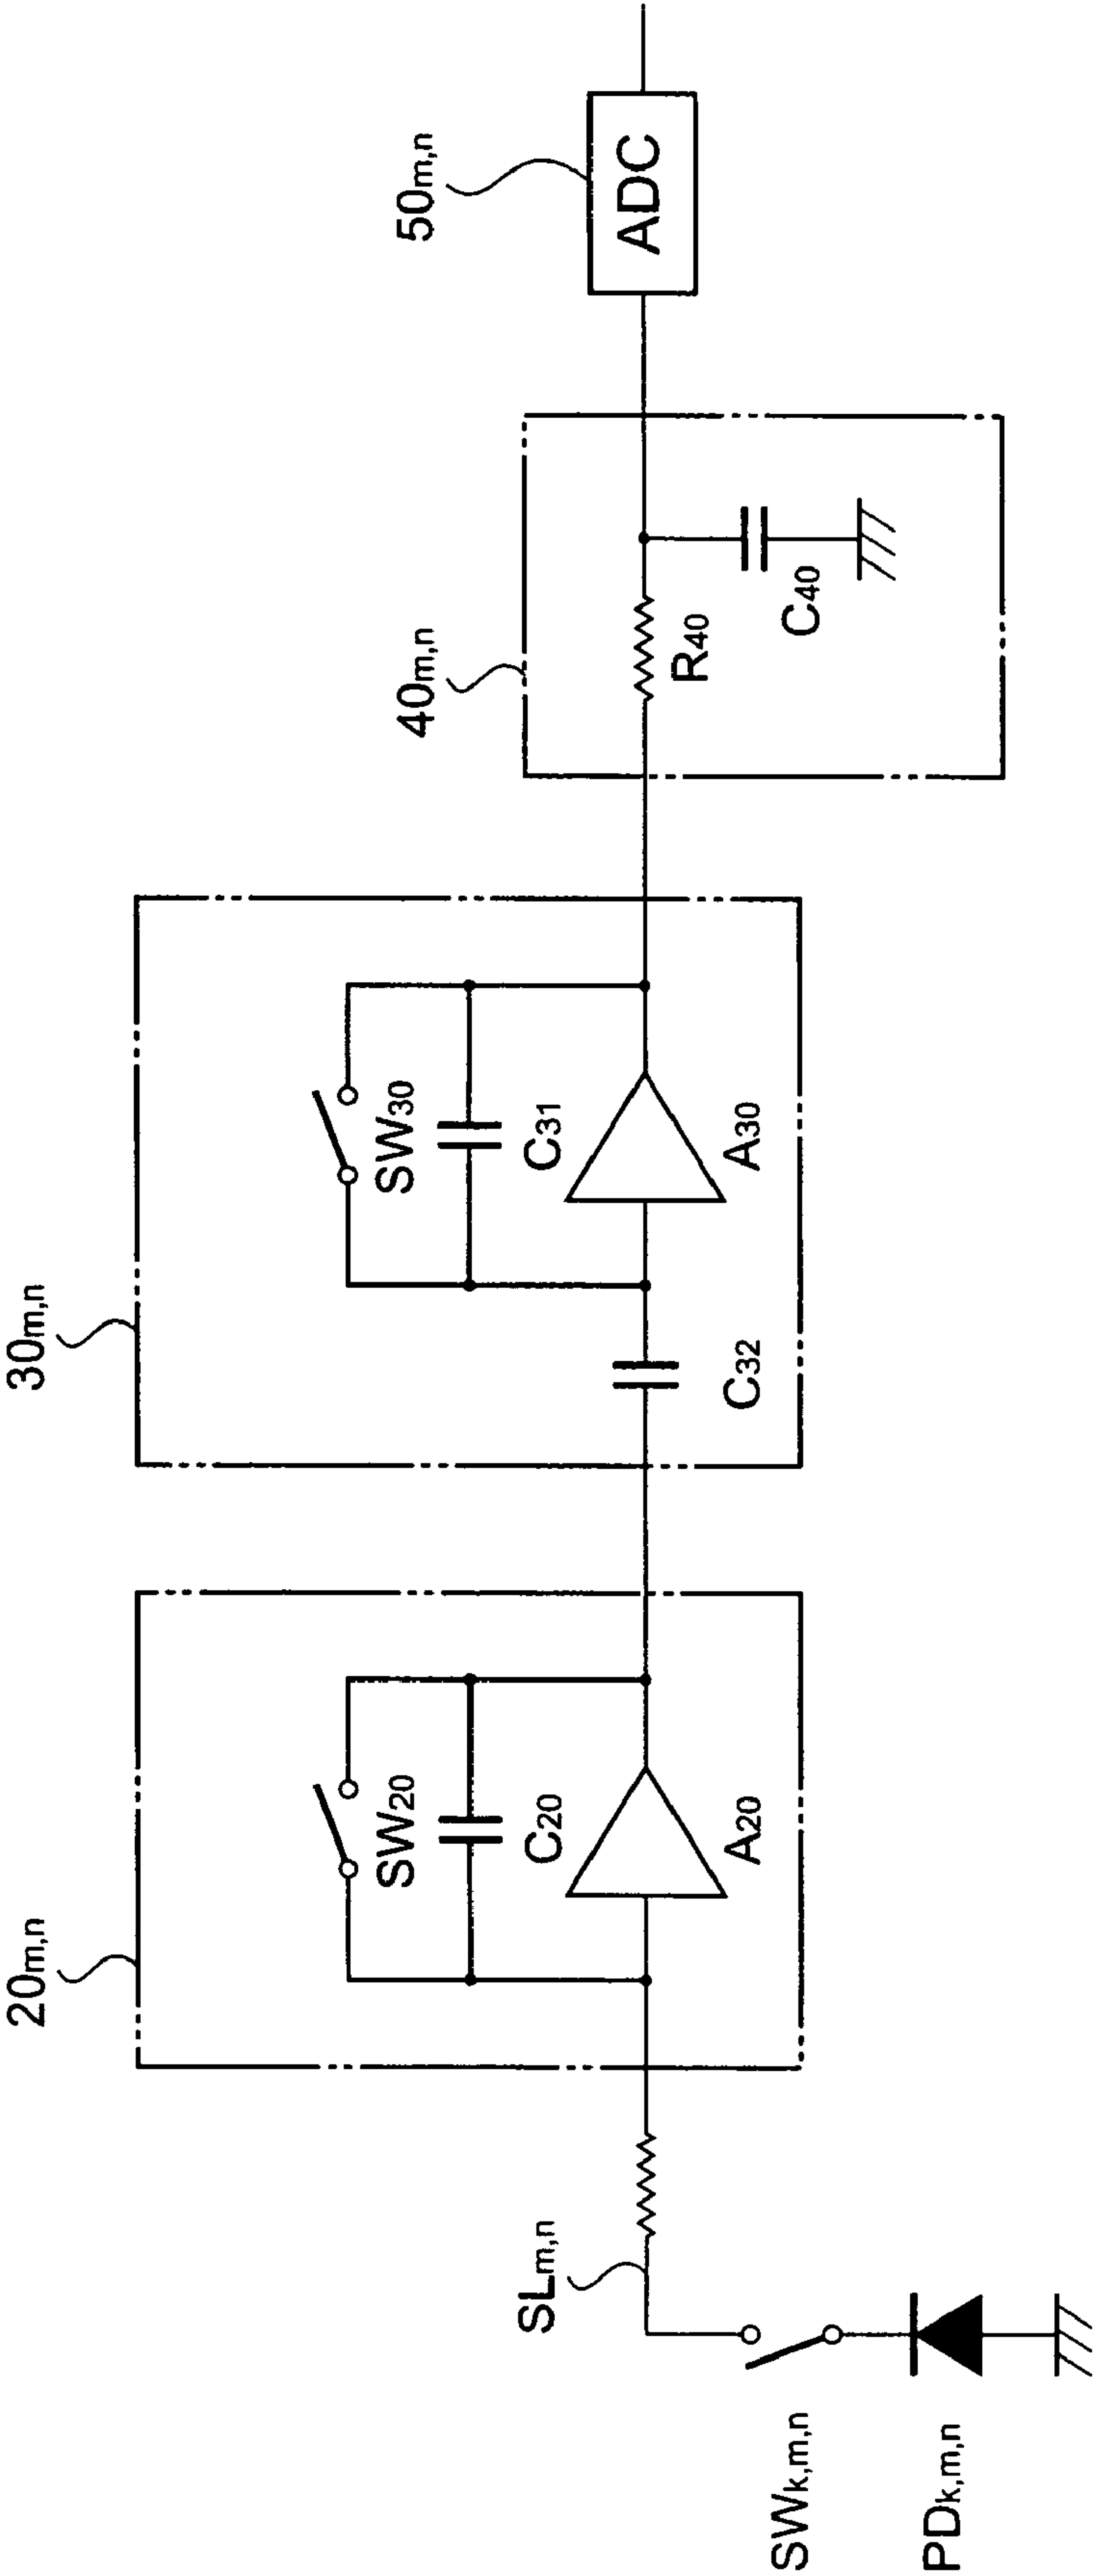 20m,n
30m,n
40m,n
50m,n
SW20
SW30
C20
C31
SLm,n
A20
C32
A30
R40
ADC
C40
SWk,m,n
PDk,m,n